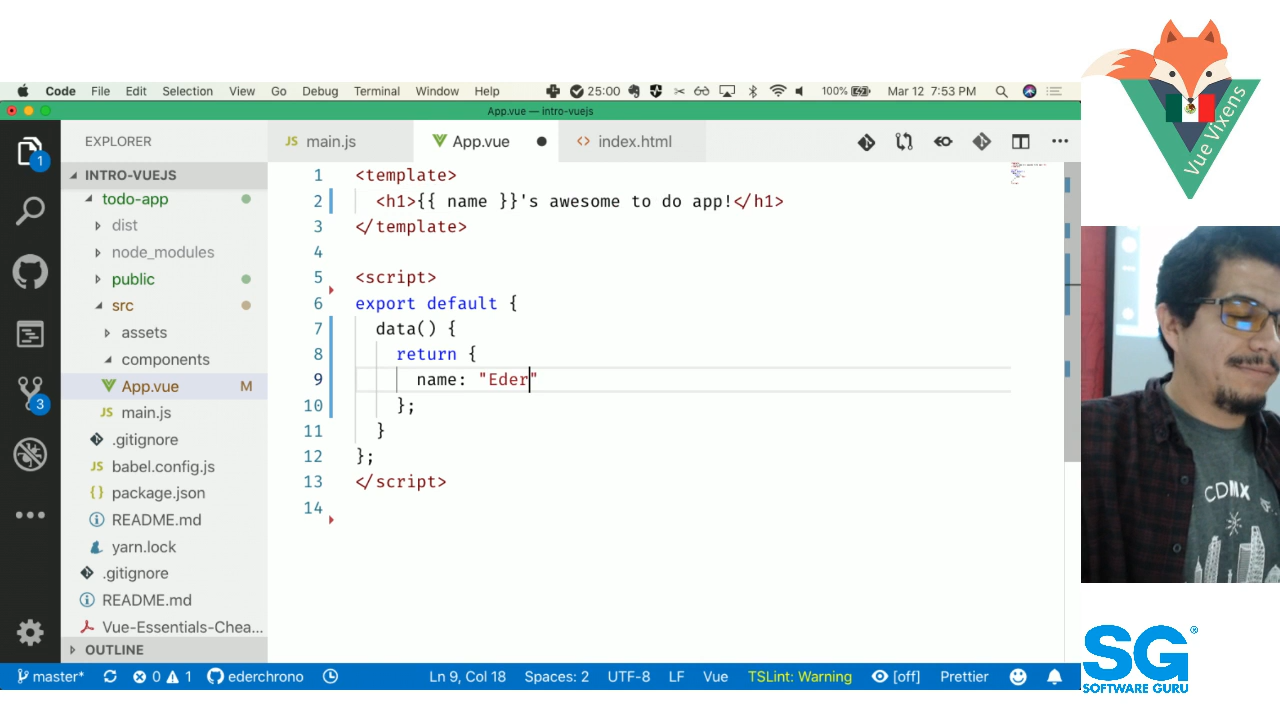 Code File Edit Selection View Go Debug Terminal Window Help 25:00 100% Mar 12 7:53 PM
App.vue — intro-vuejs
EXPLORER
JS main.js
App.vue
<> index.html
1
INTRO-VUEJS
todo-app
dist
node_modules
public
src
assets
components
App.vue M
JS main.js
.gitignore
JS babel.config.js
{} package.json
README.md
yarn.lock
.gitignore
README.md
Vue-Essentials-Chea...
OUTLINE
3
1 <template>
2 <h1>{{ name }}'s awesome to do app!</h1>
3 </template>
4
5 <script>
6 export default {
7 data() {
8 return {
9 name: "Eder"
10 };
11 }
12 };
13 </script>
14
master* 0 1 ederchrono Ln 9, Col 18 Spaces: 2 UTF-8 LF Vue TSLint: Warning [off] Prettier
Vue Vixens
CDMX
SG®
SOFTWARE GURU